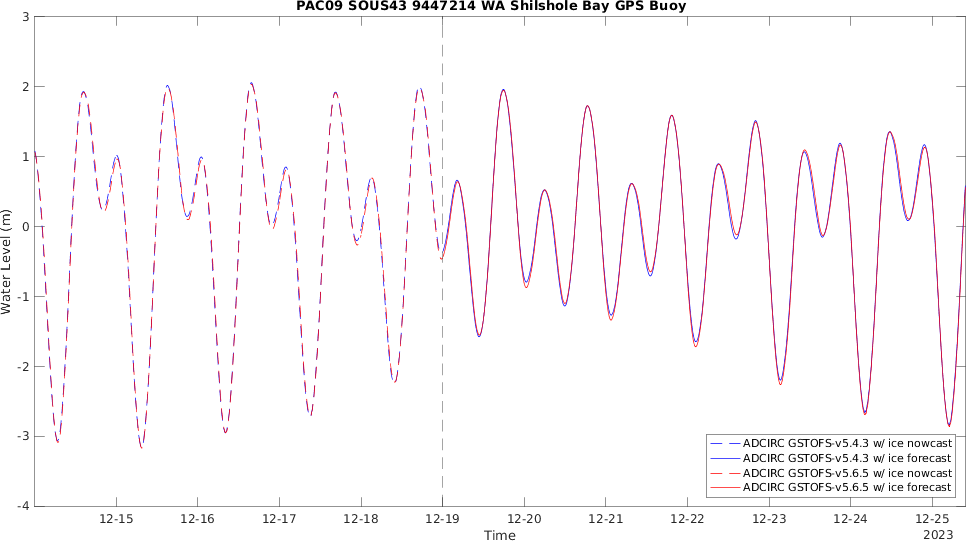 PAC09 SOUS43 9447214 WA Shilshole Bay GPS Buoy
3
2
1
0
-1
-2
-3
-4
Water Level (m)
ADCIRC GSTOFS-v5.4.3 w/ ice nowcast
ADCIRC GSTOFS-v5.4.3 w/ ice forecast
ADCIRC GSTOFS-v5.6.5 w/ ice nowcast
ADCIRC GSTOFS-v5.6.5 w/ ice forecast
12-15 12-16 12-17 12-18 12-19 12-20 12-21 12-22 12-23 12-24 12-25
Time
2023